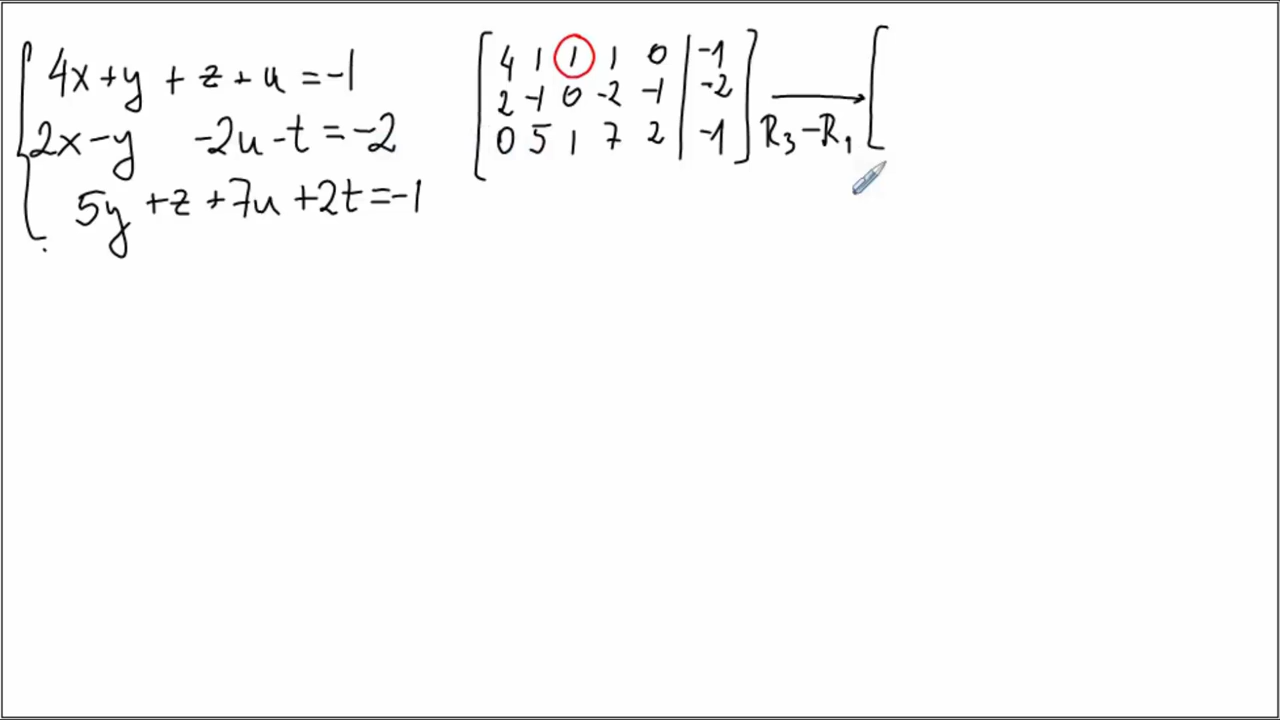 4x+y + z + u = -1
2x-y -2u-t = -2
5y +z +7u +2t = -1
4 1 1 1 0 | -1
2 -1 0 -2 -1 | -2
0 5 1 7 2 | -1
R₃-R₁